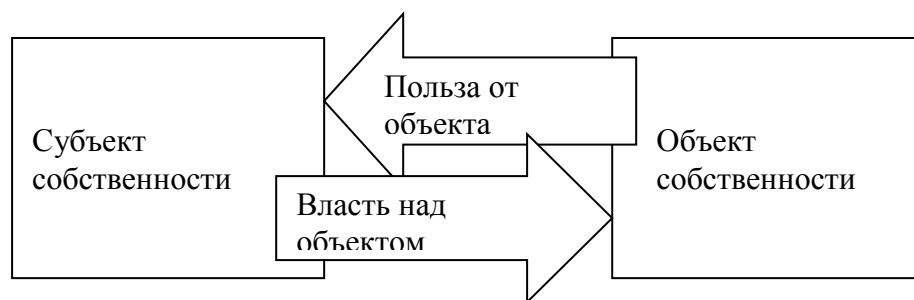 Субъект
собственности
Польза от
объекта
Власть над
объектом
Объект
собственности